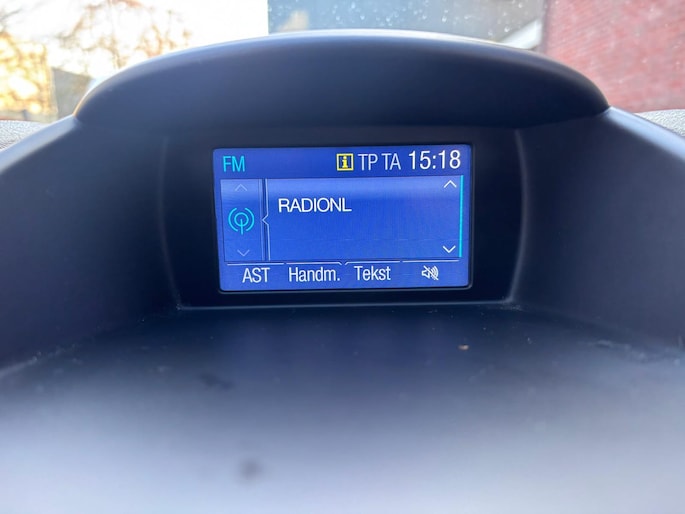 FM i TP TA 15:18
RADIONL
AST Handm. Tekst